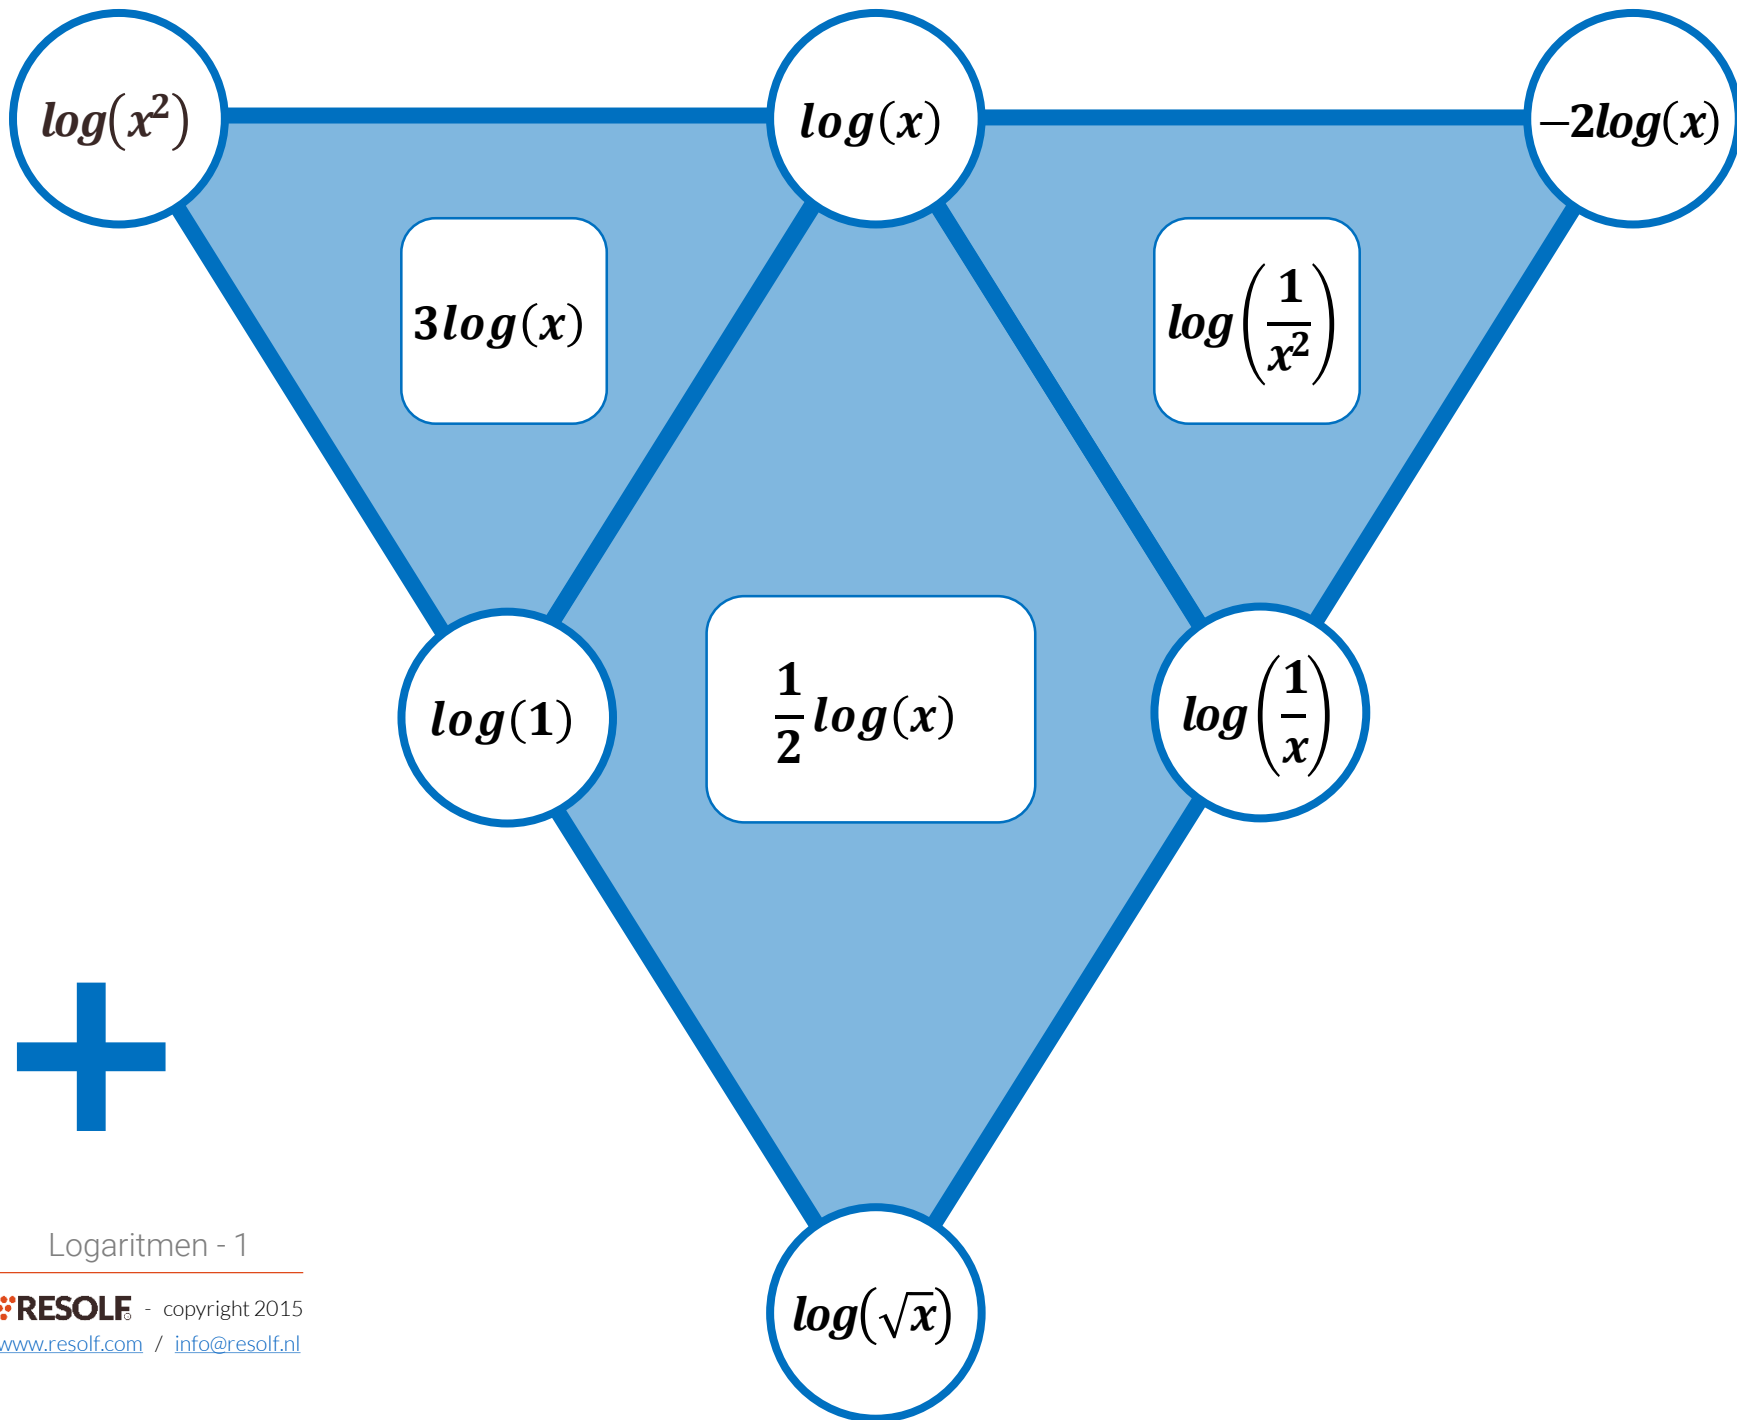 log(x²)
log(x)
−2log(x)
3log(x)
log(1/x²)
log(1)
1/2 log(x)
log(1/x)
log(√x)
Logaritmen - 1
RESOLF - copyright 2015
www.resolf.com / info@resolf.nl